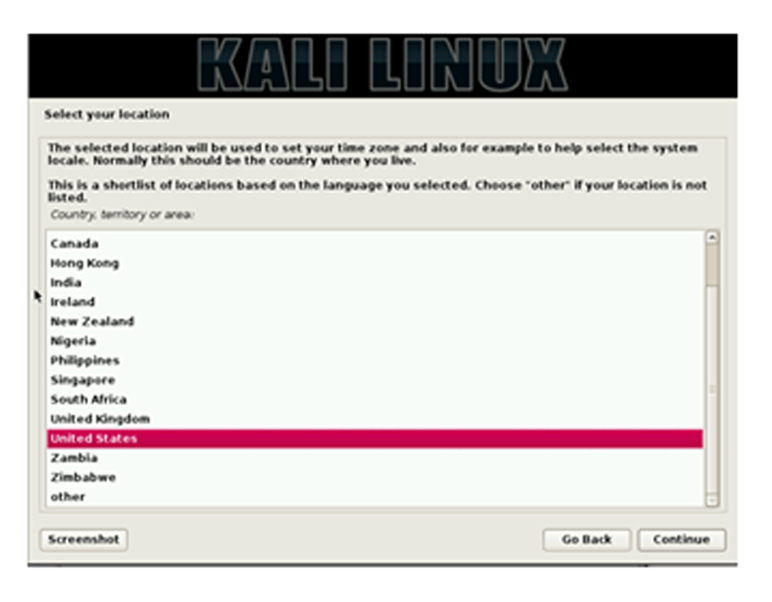 KALI LINUX
Select your location
The selected location will be used to set your time zone and also for example to help select the system
locale. Normally this should be the country where you live.
This is a shortlist of locations based on the language you selected. Choose "other" if your location is not
listed.
Country, territory or area:
Canada
Hong Kong
India
Ireland
New Zealand
Nigeria
Philippines
Singapore
South Africa
United Kingdom
United States
Zambia
Zimbabwe
other
Screenshot
Go Back
Continue